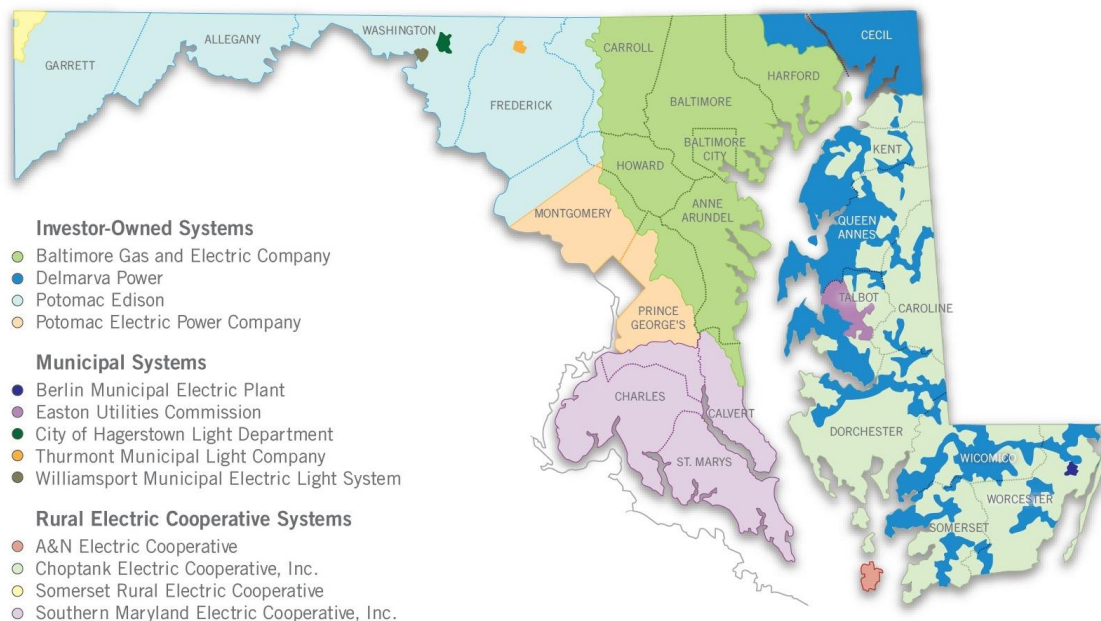 GARRETT
ALLEGANY
WASHINGTON
FREDERICK
CARROLL
BALTIMORE
HARFORD
CECIL
BALTIMORE
CITY
HOWARD
KENT
MONTGOMERY
ANNE
ARUNDEL
QUEEN
ANNES
TALBOT
CAROLINE
PRINCE
GEORGE'S
CHARLES
CALVERT
ST. MARYS
DORCHESTER
WICOMICO
WORCESTER
SOMERSET
Investor-Owned Systems
Baltimore Gas and Electric Company
Delmarva Power
Potomac Edison
Potomac Electric Power Company
Municipal Systems
Berlin Municipal Electric Plant
Easton Utilities Commission
City of Hagerstown Light Department
Thurmont Municipal Light Company
Williamsport Municipal Electric Light System
Rural Electric Cooperative Systems
A&N Electric Cooperative
Choptank Electric Cooperative, Inc.
Somerset Rural Electric Cooperative
Southern Maryland Electric Cooperative, Inc.